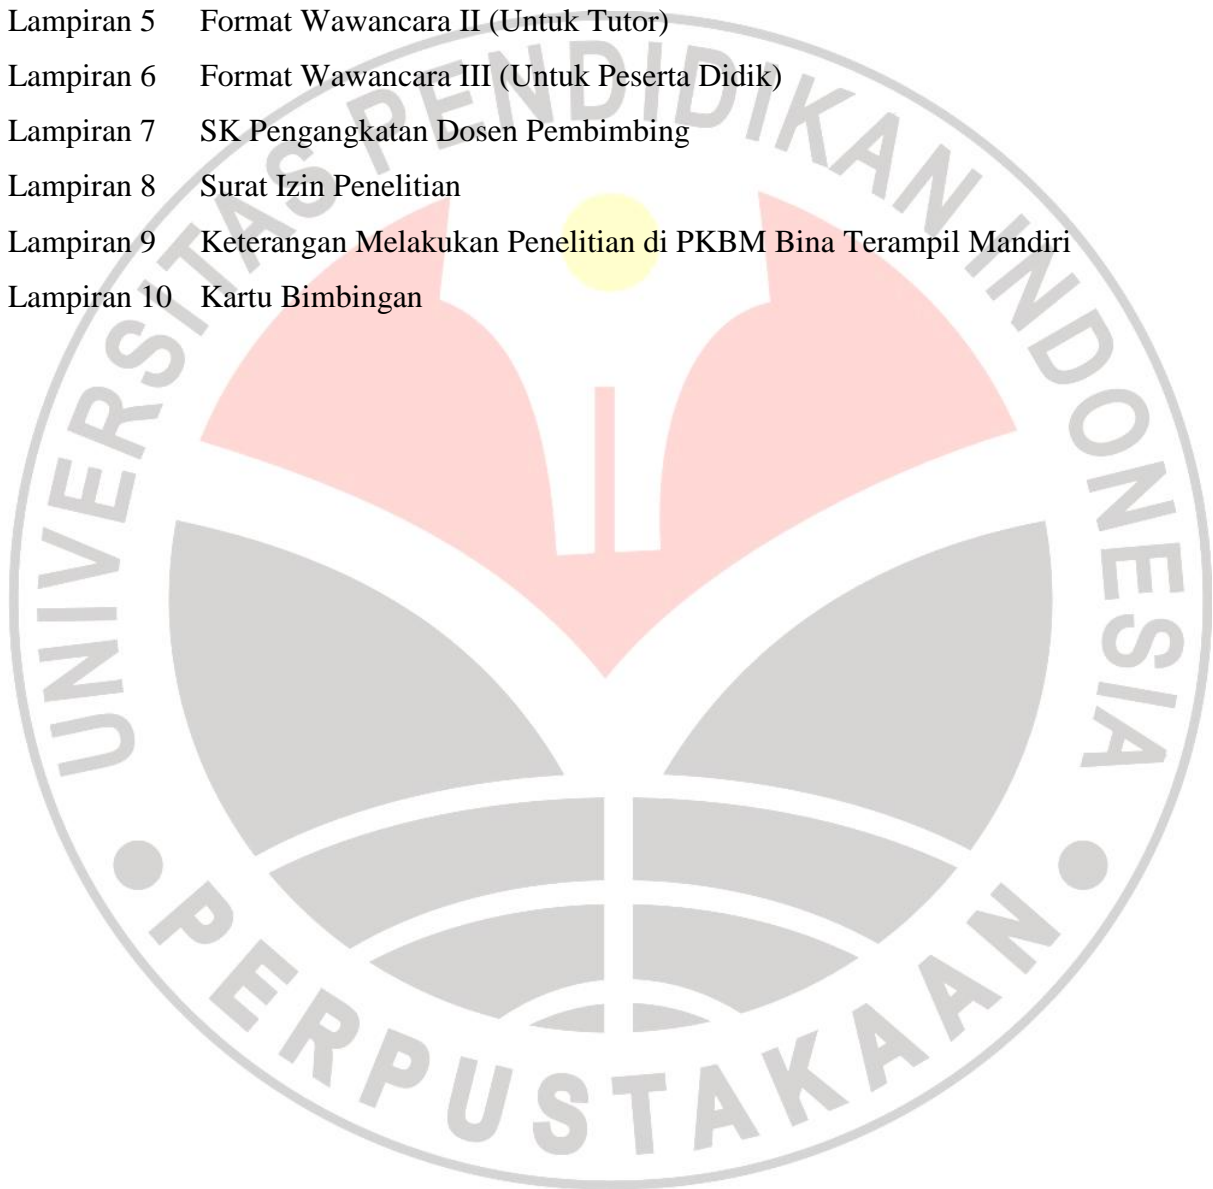 Lampiran 5 Format Wawancara II (Untuk Tutor)
Lampiran 6 Format Wawancara III (Untuk Peserta Didik)
Lampiran 7 SK Pengangkatan Dosen Pembimbing
Lampiran 8 Surat Izin Penelitian
Lampiran 9 Keterangan Melakukan Penelitian di PKBM Bina Terampil Mandiri
Lampiran 10 Kartu Bimbingan
UNIVERSITAS PENDIDIKAN INDONESIA
PERPUSTAKAAN